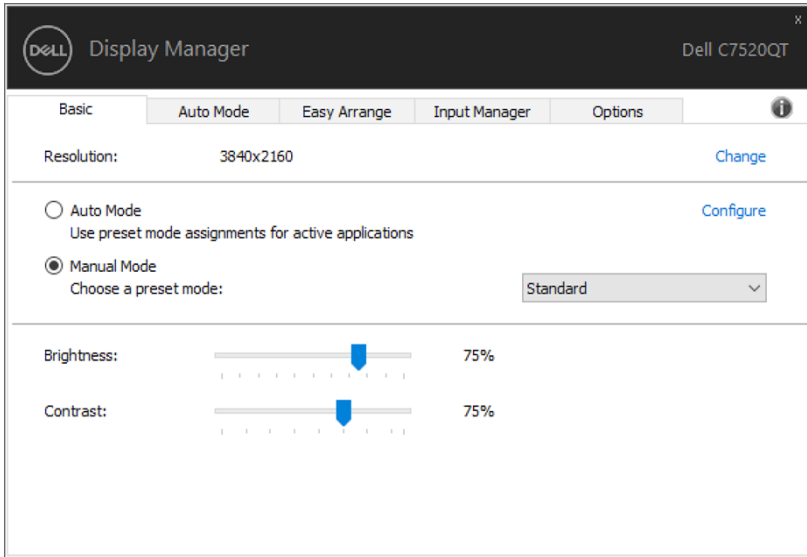 x
DELL Display Manager Dell C7520QT
Basic Auto Mode Easy Arrange Input Manager Options i
Resolution: 3840x2160 Change
Auto Mode Configure
Use preset mode assignments for active applications
Manual Mode
Choose a preset mode: Standard
Brightness: 75%
Contrast: 75%